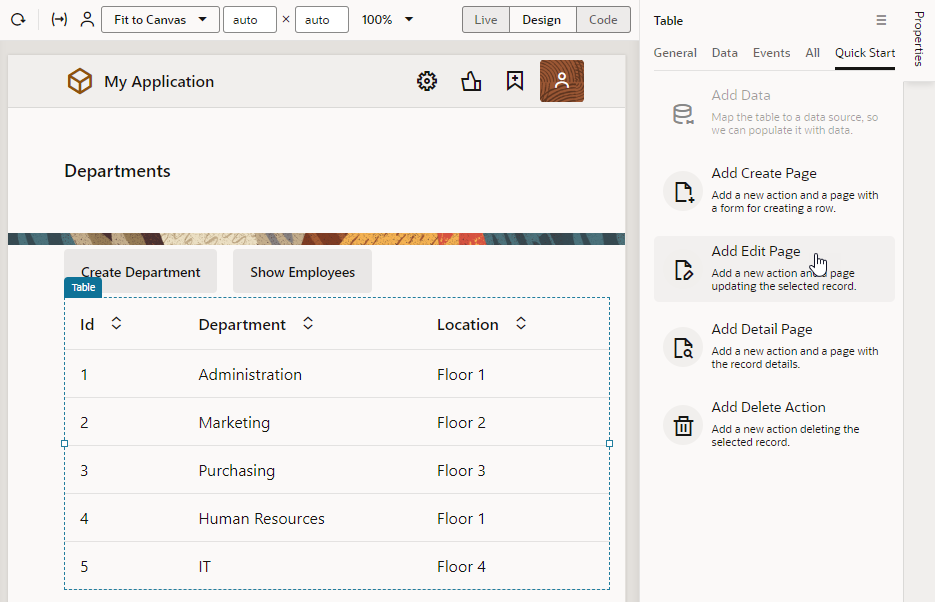 Fit to Canvas
auto × auto
100%
Live Design Code
My Application
Departments
Create Department Show Employees
Table
Id Department Location
1 Administration Floor 1
2 Marketing Floor 2
3 Purchasing Floor 3
4 Human Resources Floor 1
5 IT Floor 4
Table
Properties
General Data Events All Quick Start
Add Data
Map the table to a data source, so
we can populate it with data.
Add Create Page
Add a new action and a page with
a form for creating a row.
Add Edit Page
Add a new action and a page
updating the selected record.
Add Detail Page
Add a new action and a page with
the record details.
Add Delete Action
Add a new action deleting the
selected record.